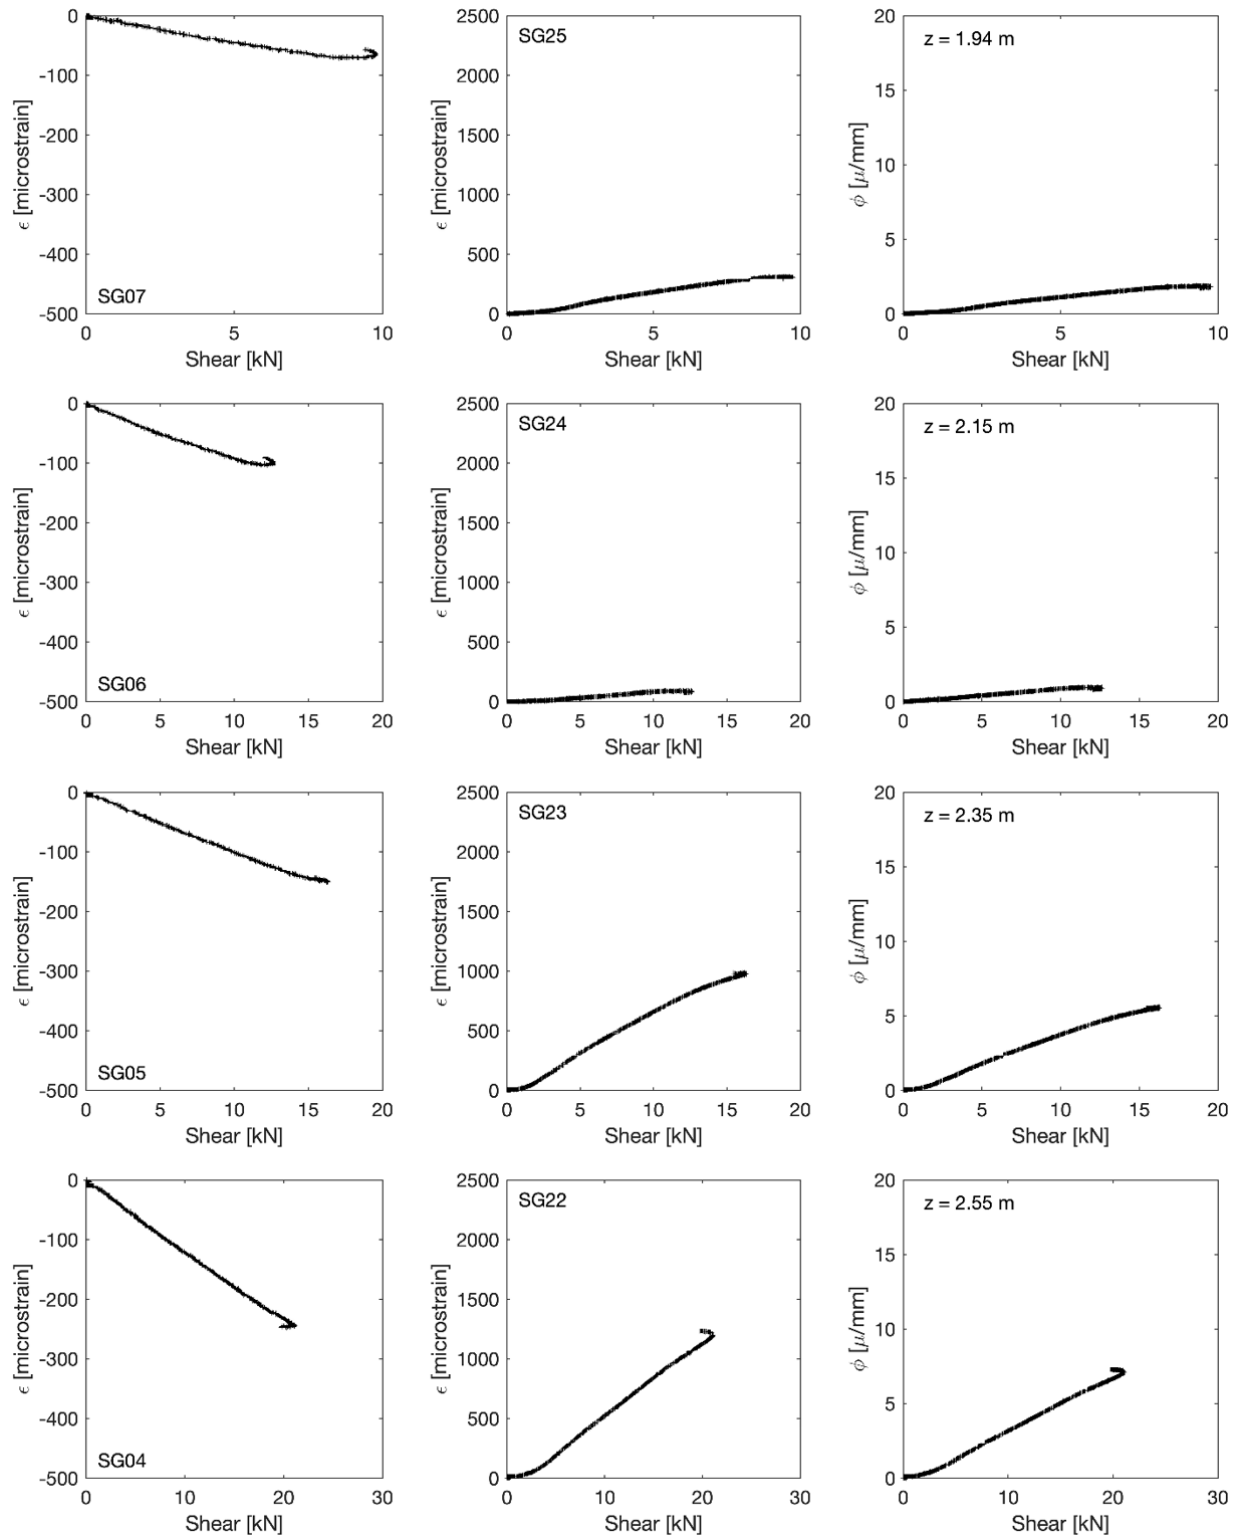 0
-100
-200
-300
-400
-500
ϵ [microstrain]
SG07
0 5 10
Shear [kN]
2500
2000
1500
1000
500
0
ϵ [microstrain]
SG25
0 5 10
Shear [kN]
20
15
10
5
0
ϕ [μ/mm]
z = 1.94 m
0 2 4 6 8 10
Shear [kN]
0
-100
-200
-300
-400
-500
ϵ [microstrain]
SG06
0 5 10 15 20
Shear [kN]
2500
2000
1500
1000
500
0
ϵ [microstrain]
SG24
0 5 10 15 20
Shear [kN]
20
15
10
5
0
ϕ [μ/mm]
z = 2.15 m
0 5 10 15 20
Shear [kN]
0
-100
-200
-300
-400
-500
ϵ [microstrain]
SG05
0 5 10 15 20
Shear [kN]
2500
2000
1500
1000
500
0
ϵ [microstrain]
SG23
0 5 10 15 20
Shear [kN]
20
15
10
5
0
ϕ [μ/mm]
z = 2.35 m
0 5 10 15 20
Shear [kN]
0
-100
-200
-300
-400
-500
ϵ [microstrain]
SG04
0 10 20 30
Shear [kN]
2500
2000
1500
1000
500
0
ϵ [microstrain]
SG22
0 10 20 30
Shear [kN]
20
15
10
5
0
ϕ [μ/mm]
z = 2.55 m
0 10 20 30
Shear [kN]